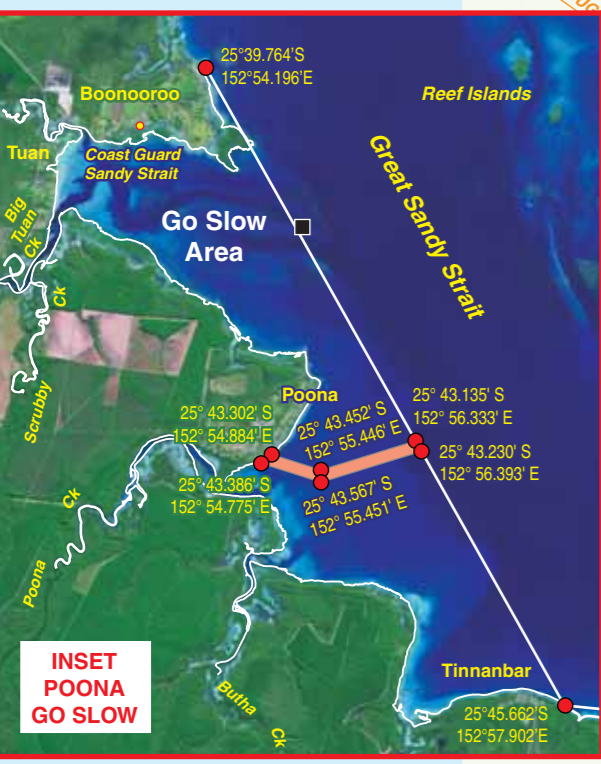 25°39.764'S
152°54.196'E
Boonooroo
Reef Islands
Tuan
Coast Guard
Sandy Strait
Great Sandy Strait
Big
Tuan
Ck
Go Slow
Area
Ck
Scrubby
Poona
25° 43.302' S
152° 54.884' E
25° 43.452' S
152° 55.446' E
25° 43.135' S
152° 56.333' E
25° 43.230' S
152° 56.393' E
25° 43.386' S
152° 54.775' E
25° 43.567' S
152° 55.451' E
Ck
Poona
INSET
POONA
GO SLOW
Butha
Ck
Tinnanbar
25°45.662'S
152°57.902'E